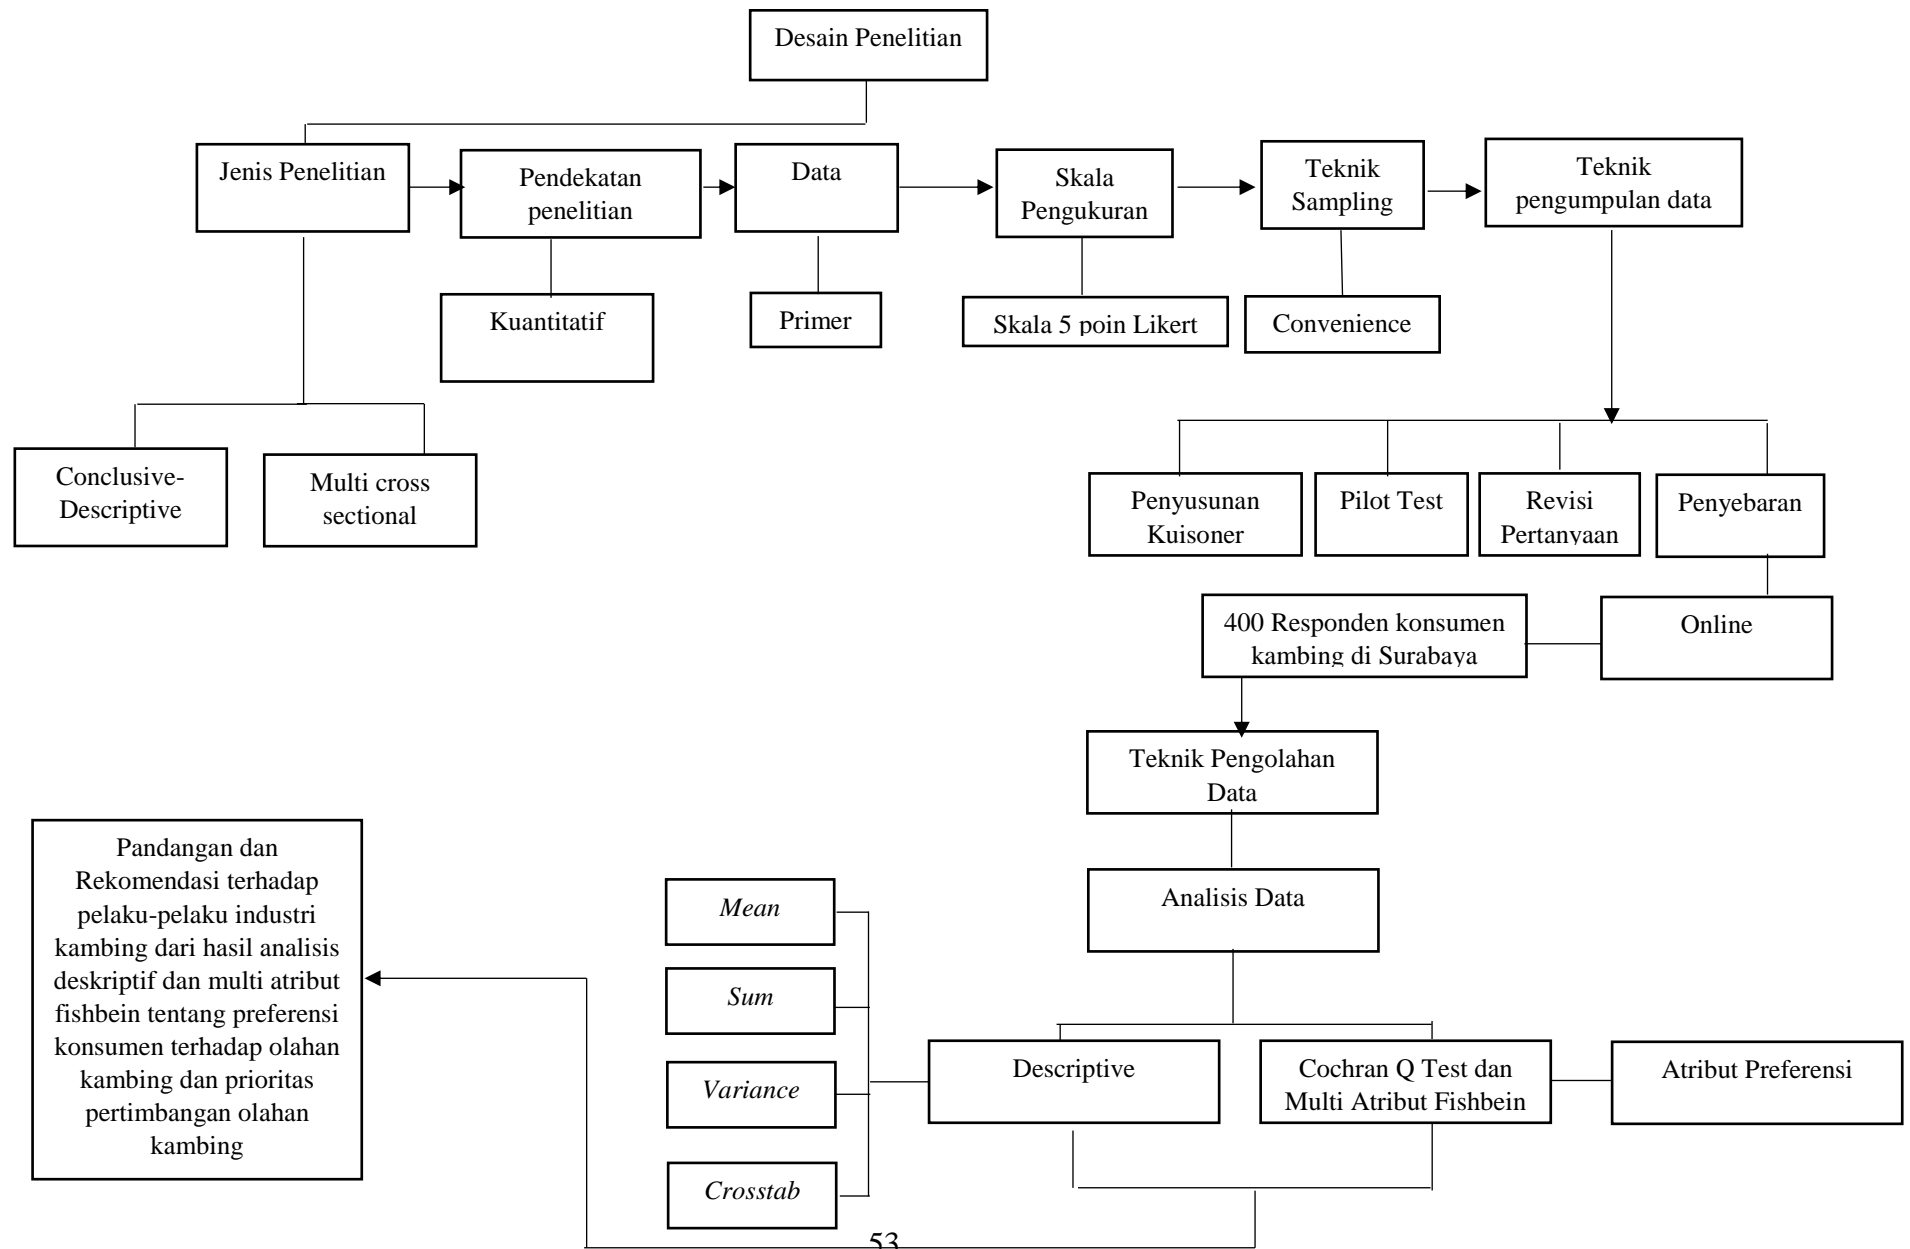 Desain Penelitian
Jenis Penelitian
Pendekatan
penelitian
Data
Skala
Pengukuran
Teknik
Sampling
Teknik
pengumpulan data
Kuantitatif
Primer
Skala 5 poin Likert
Convenience
Conclusive-
Descriptive
Multi cross
sectional
Penyusunan
Kuisoner
Pilot Test
Revisi
Pertanyaan
Penyebaran
400 Responden konsumen
kambing di Surabaya
Online
Teknik Pengolahan
Data
Analisis Data
Pandangan dan
Rekomendasi terhadap
pelaku-pelaku industri
kambing dari hasil analisis
deskriptif dan multi atribut
fishbein tentang preferensi
konsumen terhadap olahan
kambing dan prioritas
pertimbangan olahan
kambing
Mean
Sum
Variance
Crosstab
Descriptive
Cochran Q Test dan
Multi Atribut Fishbein
Atribut Preferensi
53